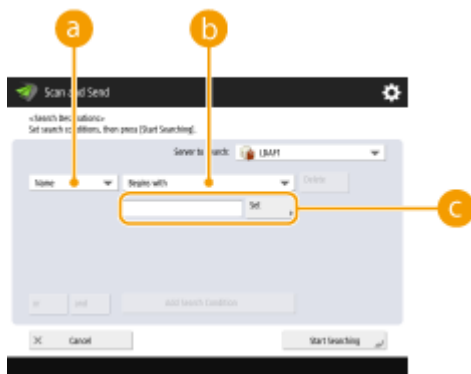 a
b
Scan and Send
<Search Destinations>
Set search conditions, then press [Start Searching].
Server to Search:
LDAP1
Name
Begins with
Delete
Set
c
or
and
Add Search Condition
Cancel
Start Searching